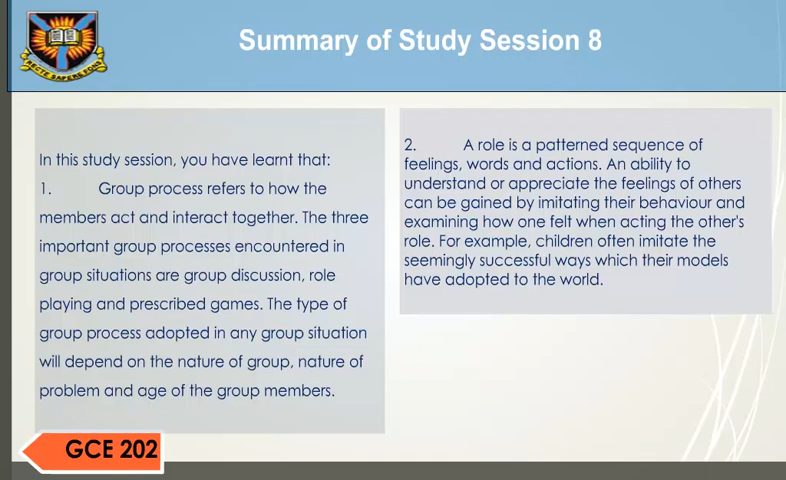 Summary of Study Session 8
RECTE SAPERE FONS
In this study session, you have learnt that:
1. Group process refers to how the
members act and interact together. The three
important group processes encountered in
group situations are group discussion, role
playing and prescribed games. The type of
group process adopted in any group situation
will depend on the nature of group, nature of
problem and age of the group members.
2. A role is a patterned sequence of
feelings, words and actions. An ability to
understand or appreciate the feelings of others
can be gained by imitating their behaviour and
examining how one felt when acting the other's
role. For example, children often imitate the
seemingly successful ways which their models
have adopted to the world.
GCE 202